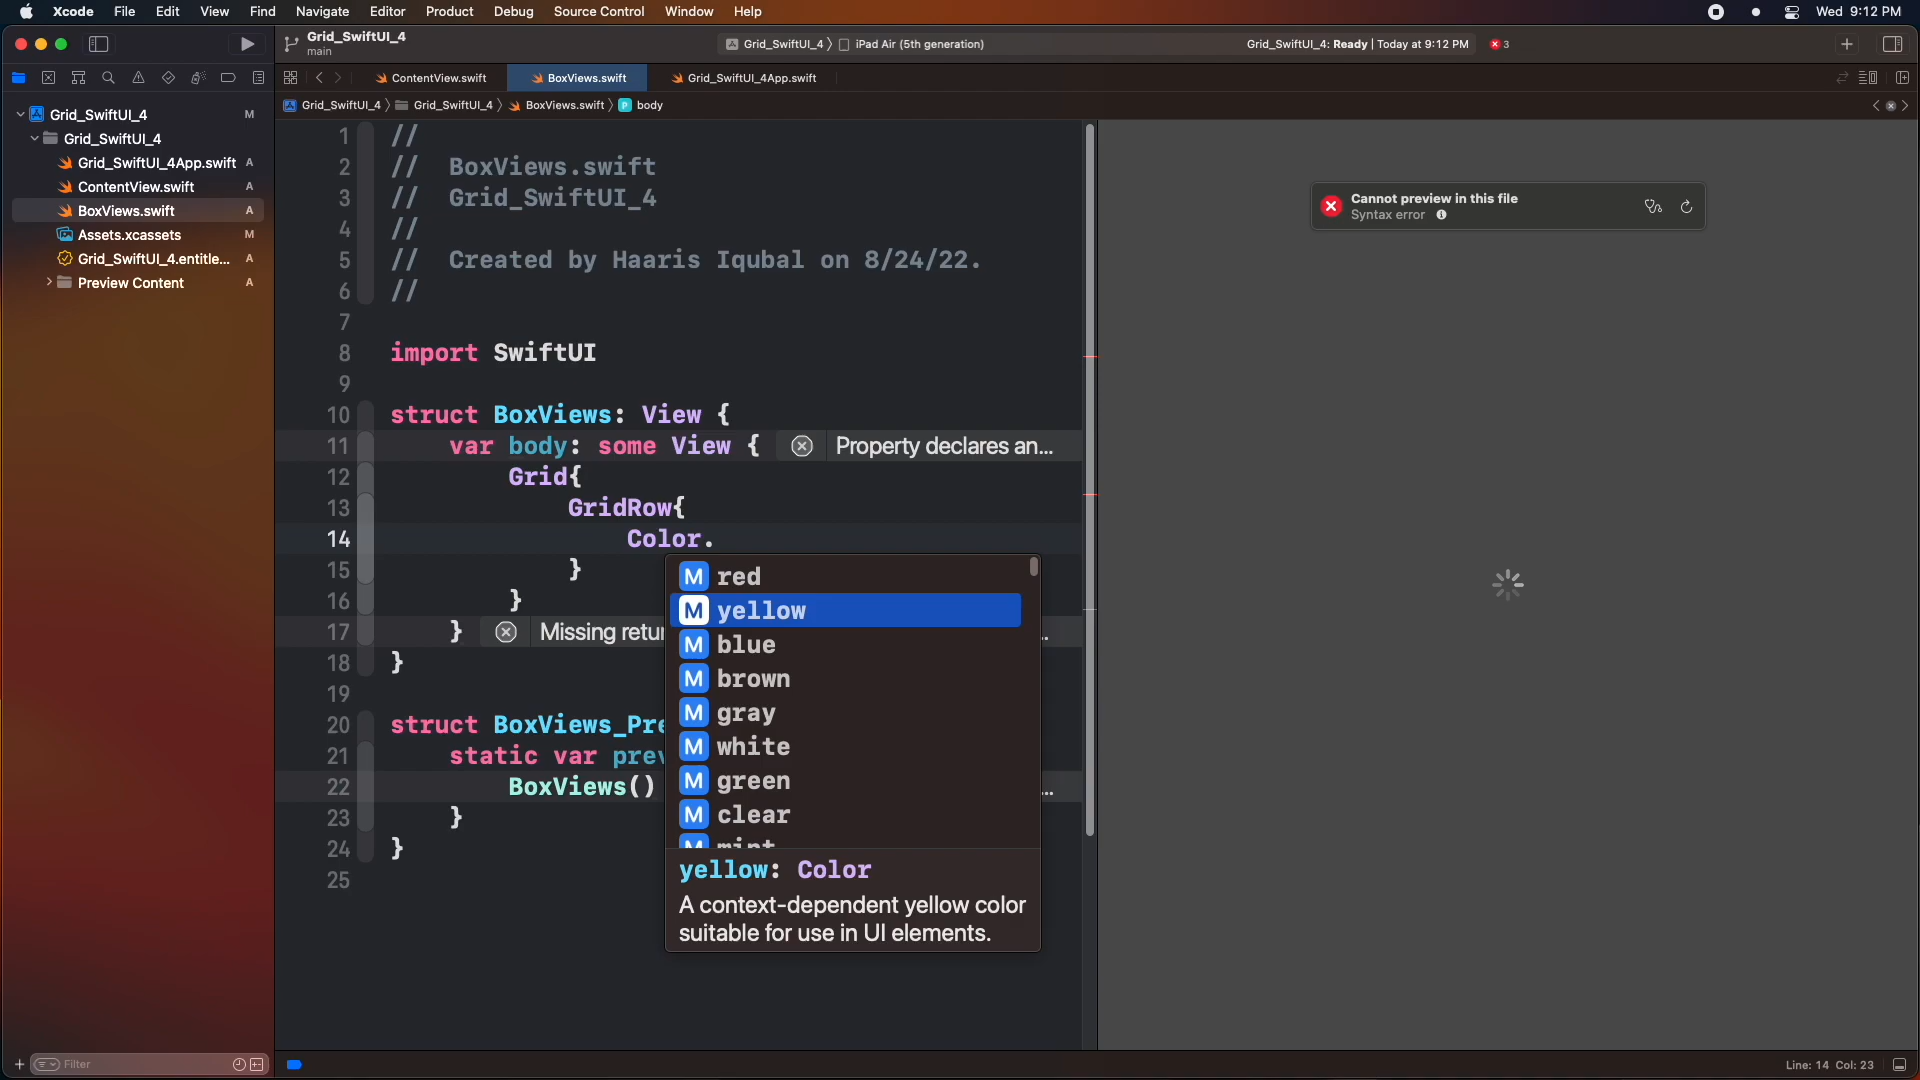 Xcode File Edit View Find Navigate Editor Product Debug Source Control Window Help Wed 9:12 PM
Grid_SwiftUI_4
main
Grid_SwiftUI_4 iPad Air (5th generation)
Grid_SwiftUI_4: Ready | Today at 9:12 PM 3
ContentView.swift BoxViews.swift Grid_SwiftUI_4App.swift
Grid_SwiftUI_4 Grid_SwiftUI_4 BoxViews.swift P body
Grid_SwiftUI_4 M
Grid_SwiftUI_4
Grid_SwiftUI_4App.swift A
ContentView.swift A
BoxViews.swift A
Assets.xcassets M
Grid_SwiftUI_4.entitle... A
Preview Content A
1 //
2 // BoxViews.swift
3 // Grid_SwiftUI_4
4 //
5 // Created by Haaris Iqubal on 8/24/22.
6 //
7
8 import SwiftUI
9
10 struct BoxViews: View {
11 var body: some View { Property declares an...
12 Grid{
13 GridRow{
14 Color.
15 }
16 }
17 } Missing ...
18 }
19
20 struct
21 static var
22 BoxViews() ...
23 }
24 }
25
M red
M yellow
M blue
M brown
M gray
M white
M green
M clear
M mint
yellow: Color
A context-dependent yellow color
suitable for use in UI elements.
Cannot preview in this file
Syntax error
Filter
Line: 14 Col: 23